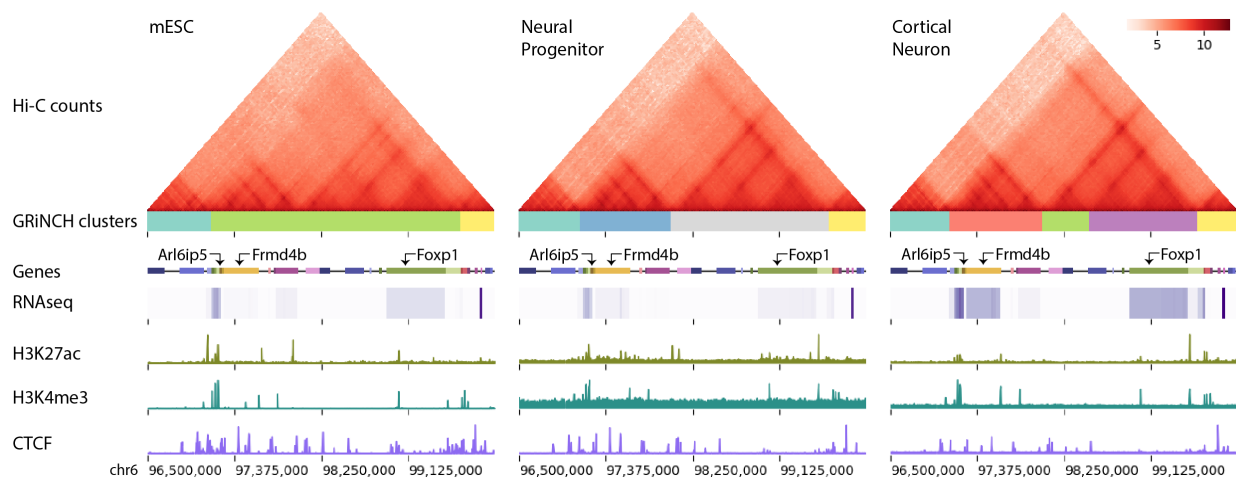 mESC
Neural
Progenitor
Cortical
Neuron
5 10
Hi-C counts
GRiNCH clusters
Arl6ip5 Frmd4b Foxp1 Arl6ip5 Frmd4b Foxp1 Arl6ip5 Frmd4b Foxp1
Genes
RNAseq
H3K27ac
H3K4me3
CTCF
chr6 96,500,000 97,375,000 98,250,000 99,125,000 96,500,000 97,375,000 98,250,000 99,125,000 96,500,000 97,375,000 98,250,000 99,125,000